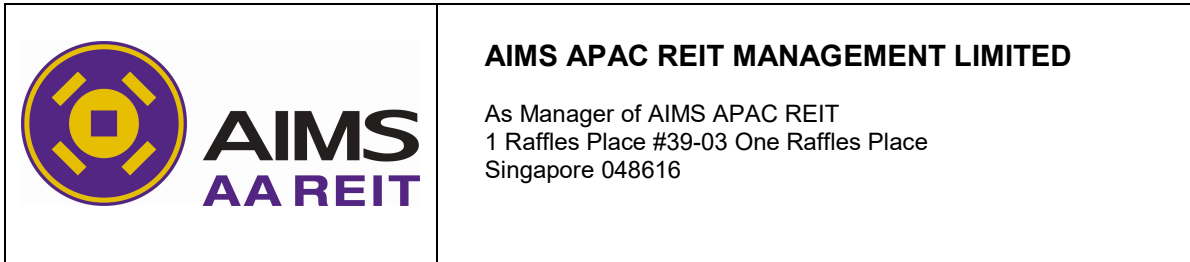 AIMS
AA REIT
AIMS APAC REIT MANAGEMENT LIMITED
As Manager of AIMS APAC REIT
1 Raffles Place #39-03 One Raffles Place
Singapore 048616